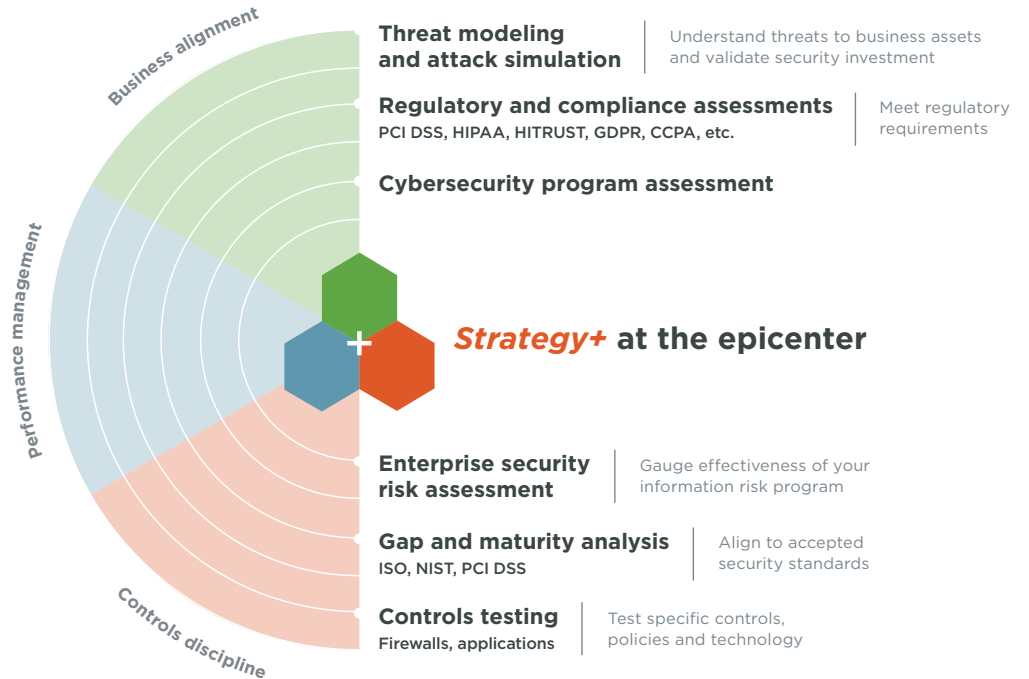 Business alignment
Threat modeling
and attack simulation
Understand threats to business assets
and validate security investment
Regulatory and compliance assessments
PCI DSS, HIPAA, HITRUST, GDPR, CCPA, etc.
Meet regulatory
requirements
Cybersecurity program assessment
Performance management
+
Strategy+ at the epicenter
Enterprise security
risk assessment
Gauge effectiveness of your
information risk program
Gap and maturity analysis
ISO, NIST, PCI DSS
Align to accepted
security standards
Controls discipline
Controls testing
Firewalls, applications
Test specific controls,
policies and technology